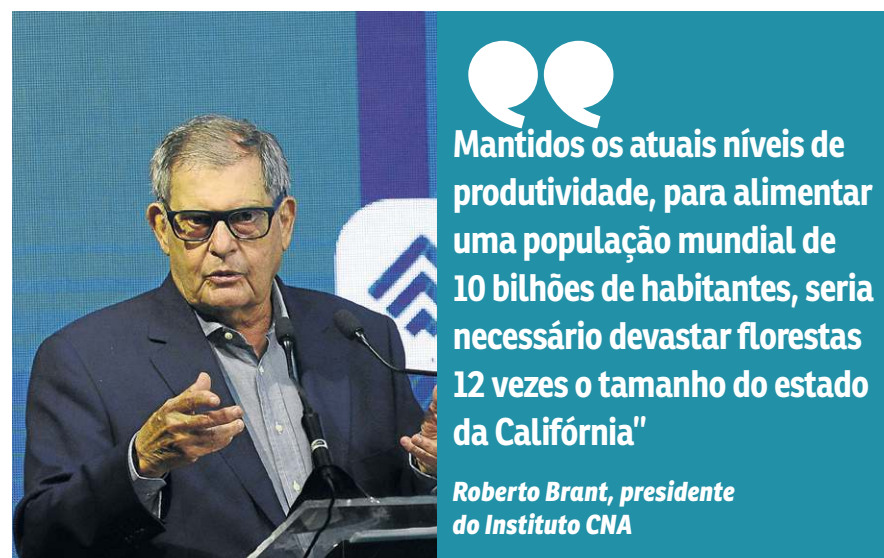 Mantidos os atuais níveis de
produtividade, para alimentar
uma população mundial de
10 bilhões de habitantes, seria
necessário devastar florestas
12 vezes o tamanho do estado
da Califórnia”
Roberto Brant, presidente
do Instituto CNA